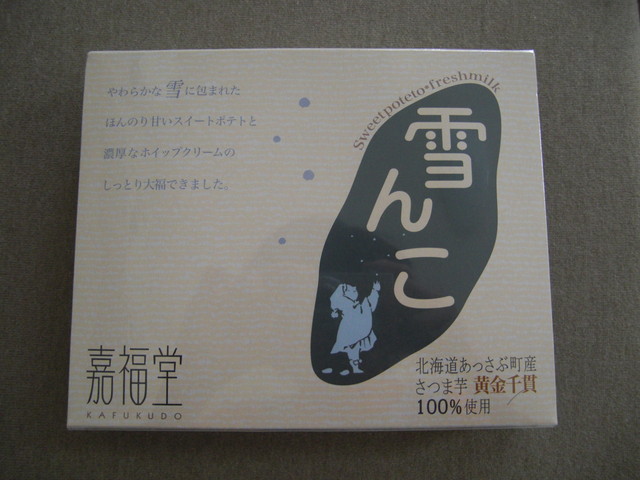 やわらかな雪に包まれた
ほんのり甘いスイートポテトと
濃厚なホイップクリームの
しっとり大福できました。
Sweetpoteto•freshmilk
雪んこ
嘉福堂
KAFUKUDO
北海道あっさぶ町産
さつま芋 黄金千貫
100%使用